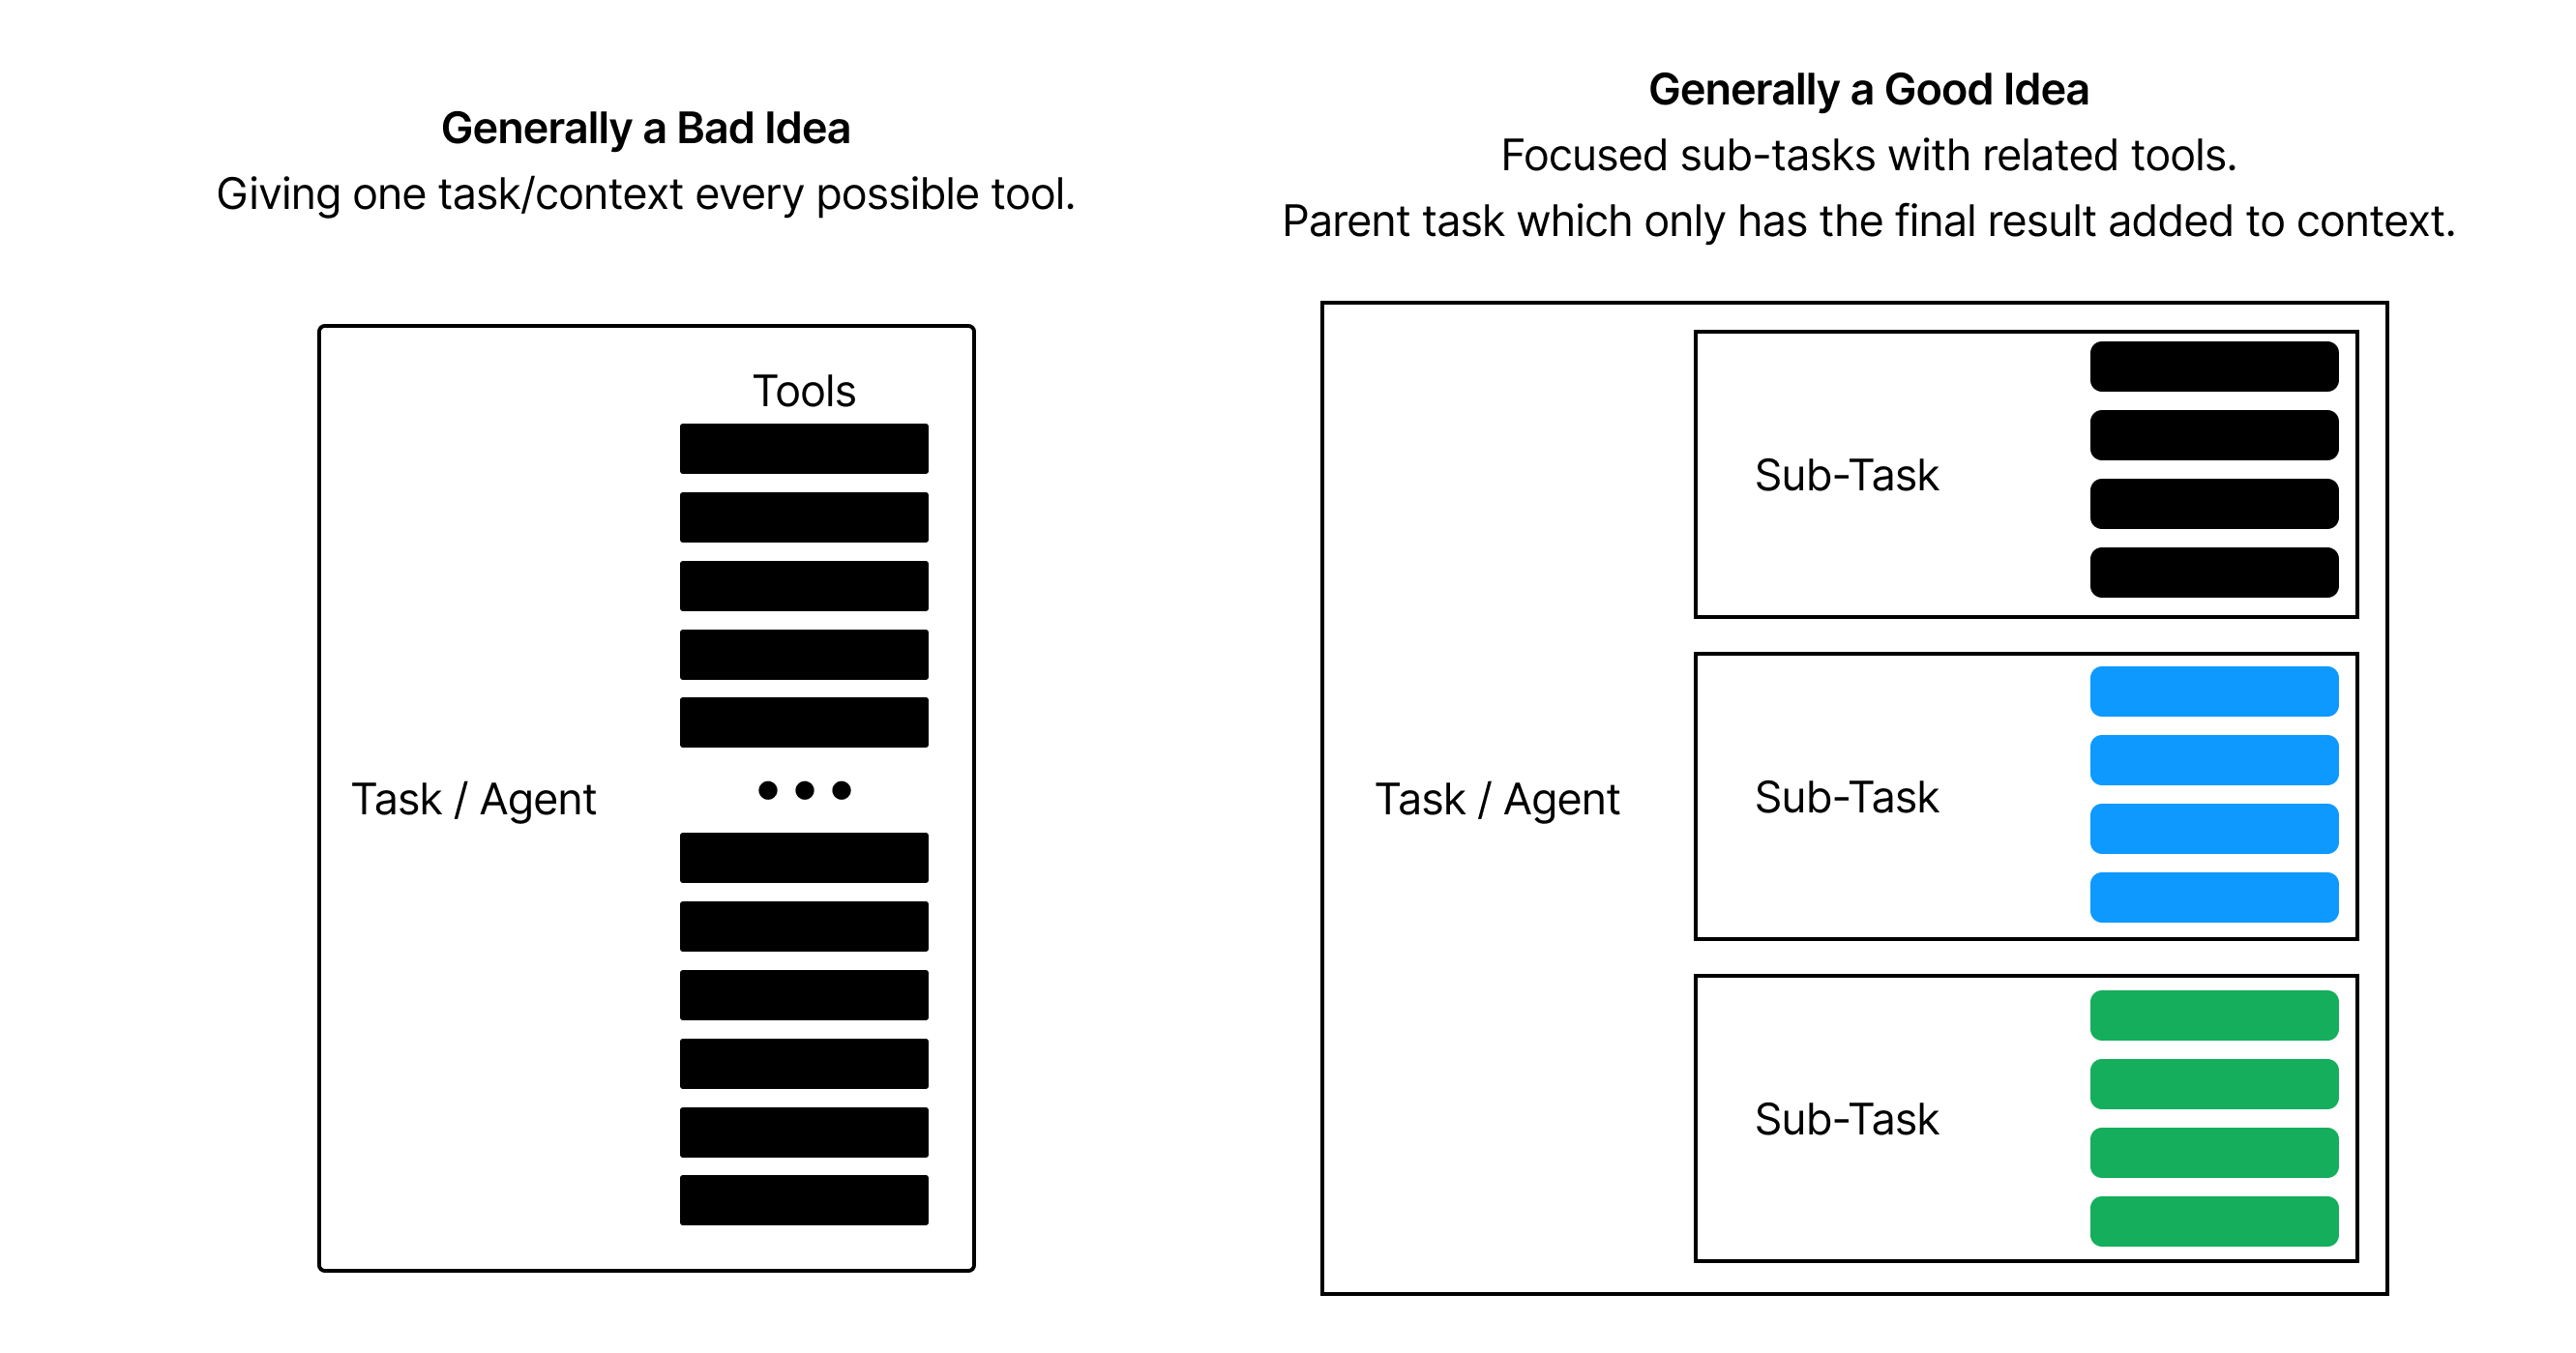 Generally a Bad Idea
Giving one task/context every possible tool.
Tools
Task / Agent
Generally a Good Idea
Focused sub-tasks with related tools.
Parent task which only has the final result added to context.
Task / Agent
Sub-Task
Sub-Task
Sub-Task